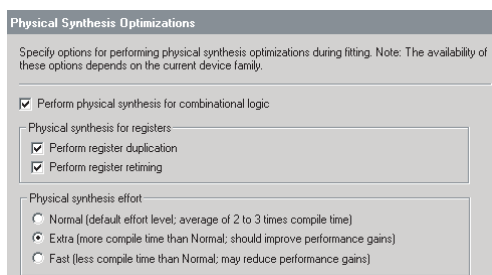 Physical Synthesis Optimizations
Specify options for performing physical synthesis optimizations during fitting. Note: The availability of
these options depends on the current device family.
Perform physical synthesis for combinational logic
Physical synthesis for registers
Perform register duplication
Perform register retiming
Physical synthesis effort
Normal (default effort level; average of 2 to 3 times compile time)
Extra (more compile time than Normal; should improve performance gains)
Fast (less compile time than Normal; may reduce performance gains)